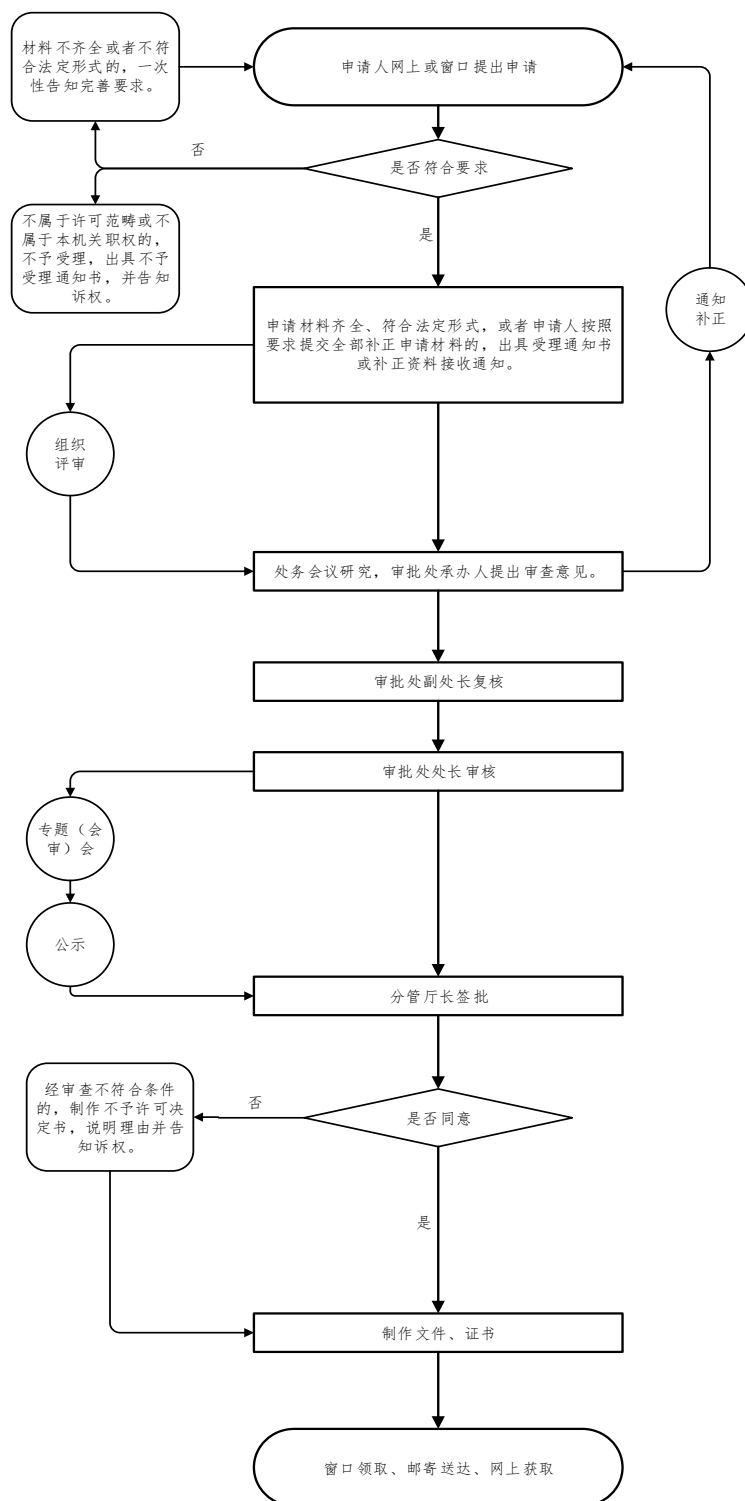 材料不齐全或者不符
合法定形式的，一次
性告知完善要求。
申请人网上或窗口提出申请
否
是否符合要求
不属于许可范畴或不
属于本机关职权的，
不予受理，出具不予
受理通知书，并告知
诉权。
是
通知
补正
申请材料齐全、符合法定形式，或者申请人按照
要求提交全部补正申请材料的，出具受理通知书
或补正资料接收通知。
组织
评审
处务会议研究，审批处承办人提出审查意见。
审批处副处长复核
审批处处长审核
专题（会
审）会
公示
分管厅长签批
经审查不符合条件
的，制作不予许可决
定书，说明理由并告
知诉权。
否
是否同意
是
制作文件、证书
窗口领取、邮寄送达、网上获取